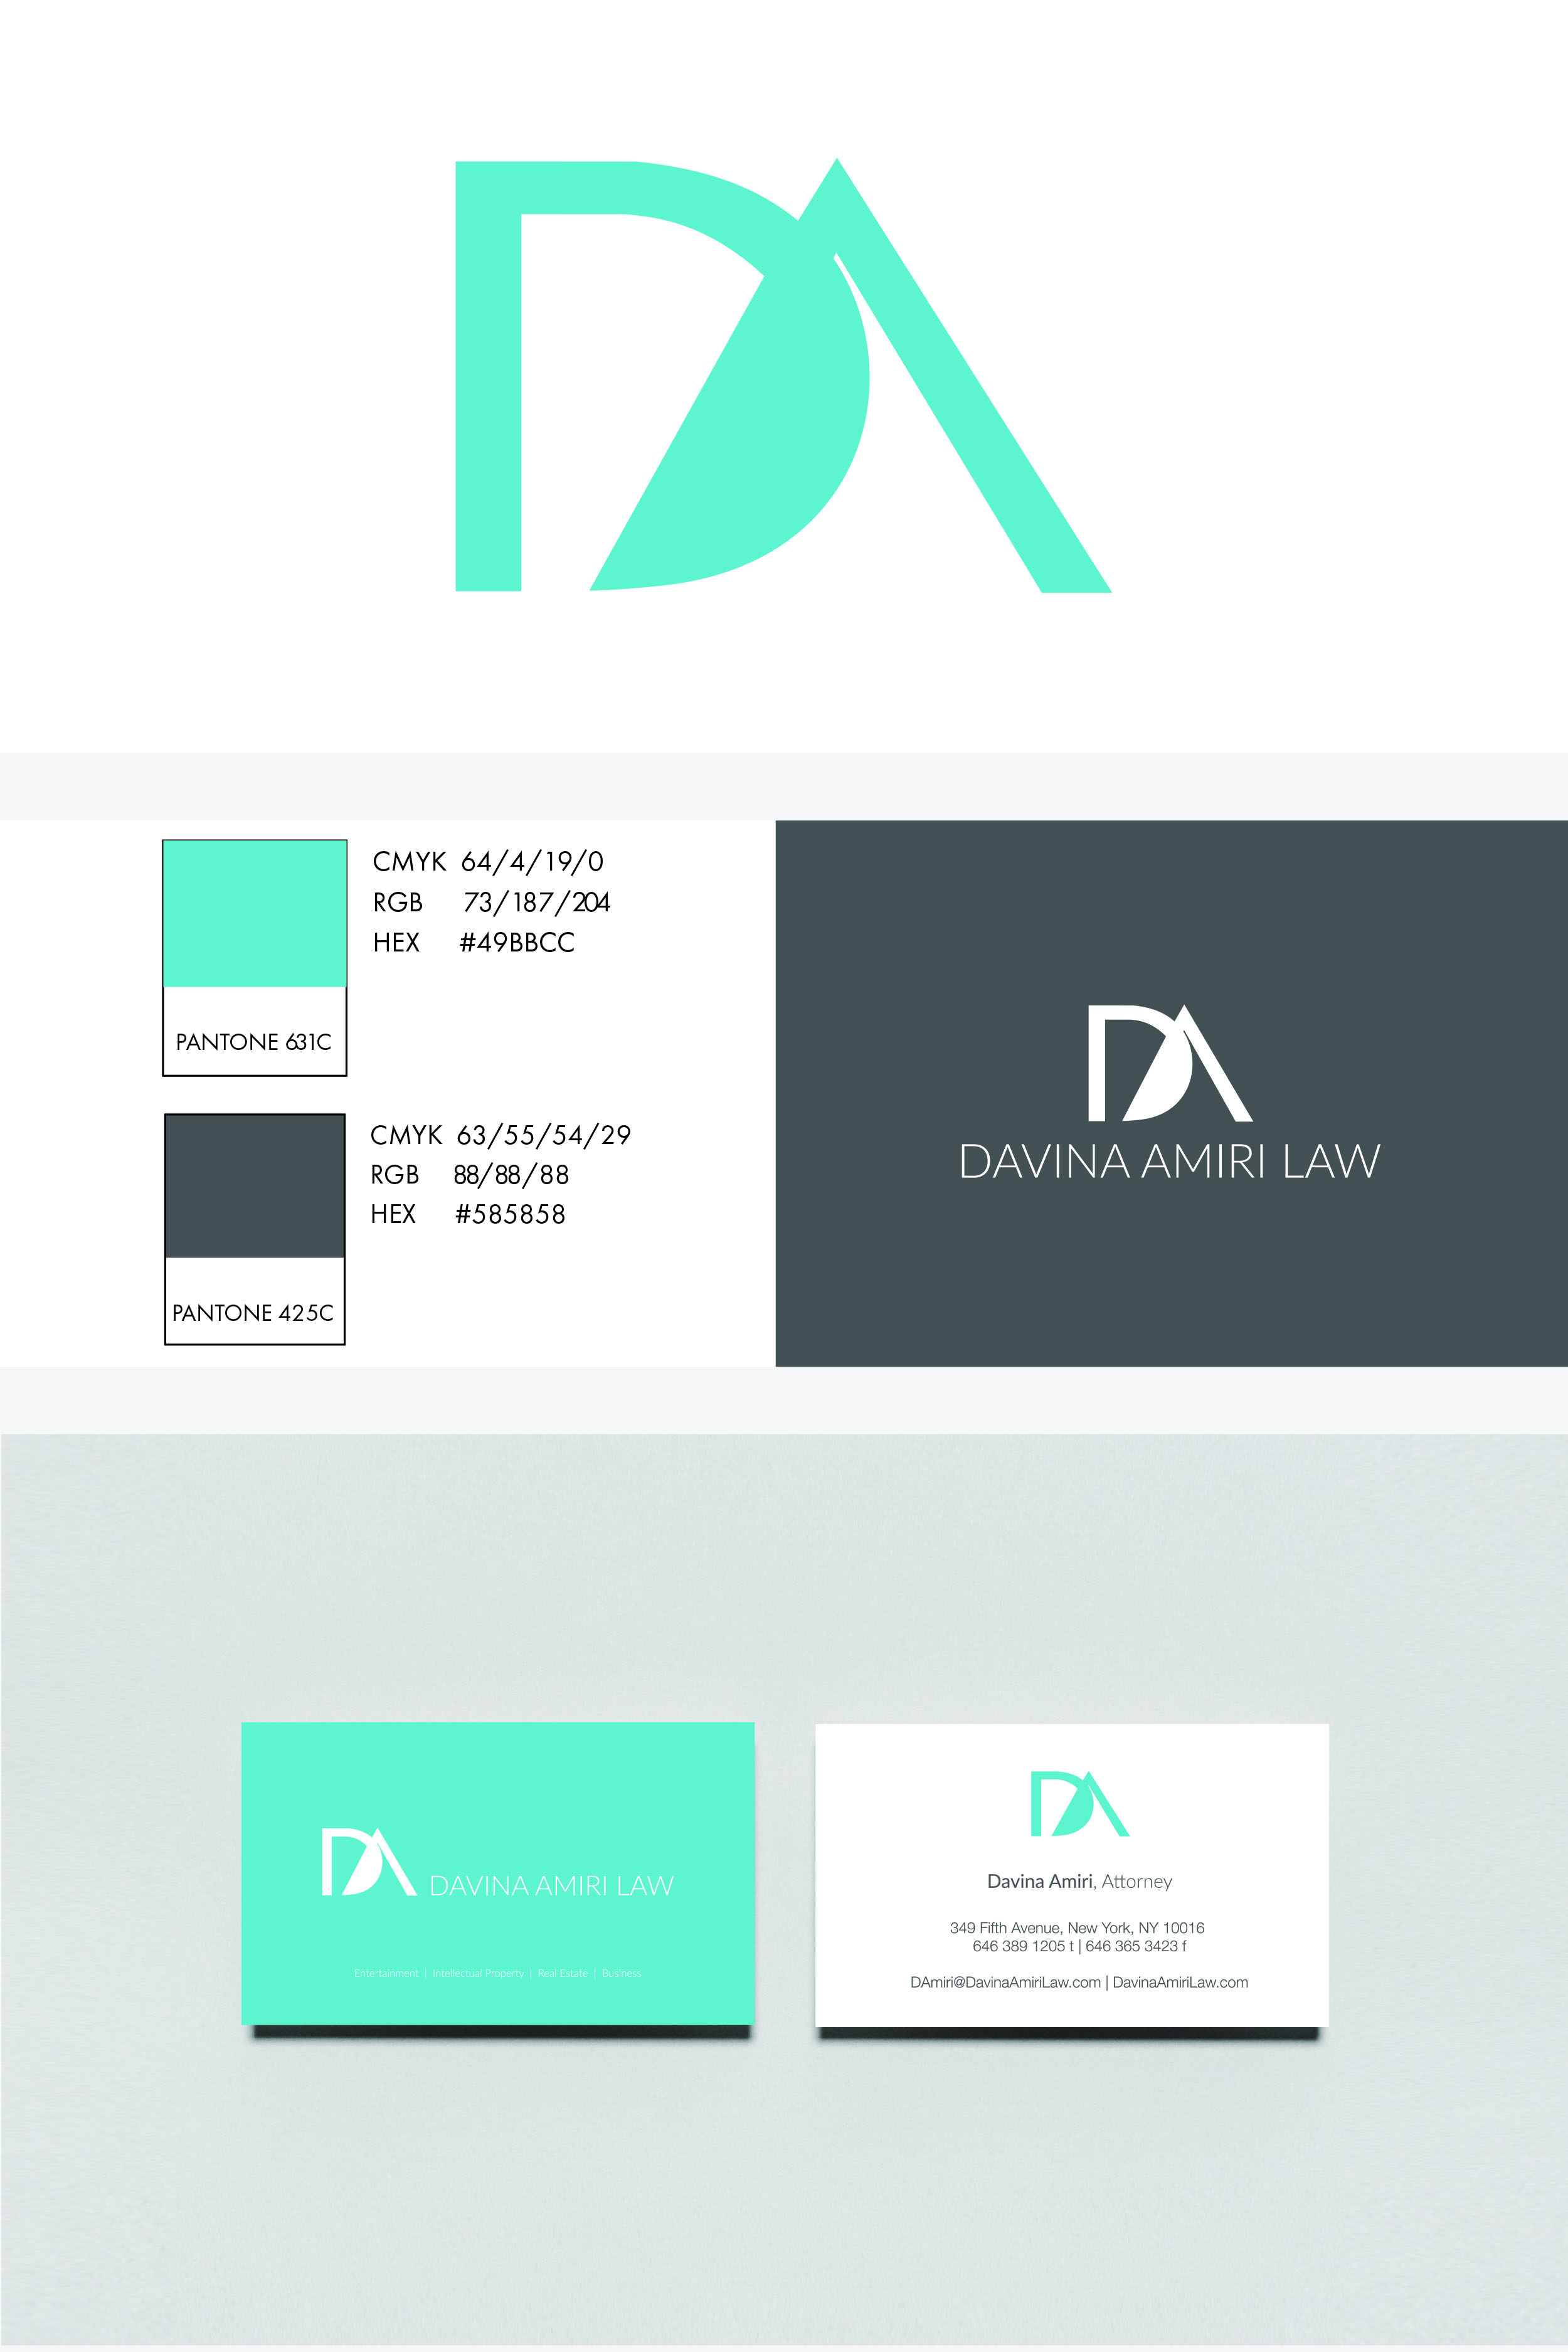 DA
CMYK 64/4/19/0
RGB 73/187/204
HEX #49BBCC
PANTONE 631C
CMYK 63/55/54/29
RGB 88/88/88
HEX #585858
PANTONE 425C
DA
DAVINA AMIRI LAW
DA DAVINA AMIRI LAW
Entertainment | Intellectual Property | Real Estate | Business
DA
Davina Amiri, Attorney
349 Fifth Avenue, New York, NY 10016
646 389 1205 t | 646 365 3423 f
DAmiri@DavinaAmiriLaw.com | DavinaAmiriLaw.com